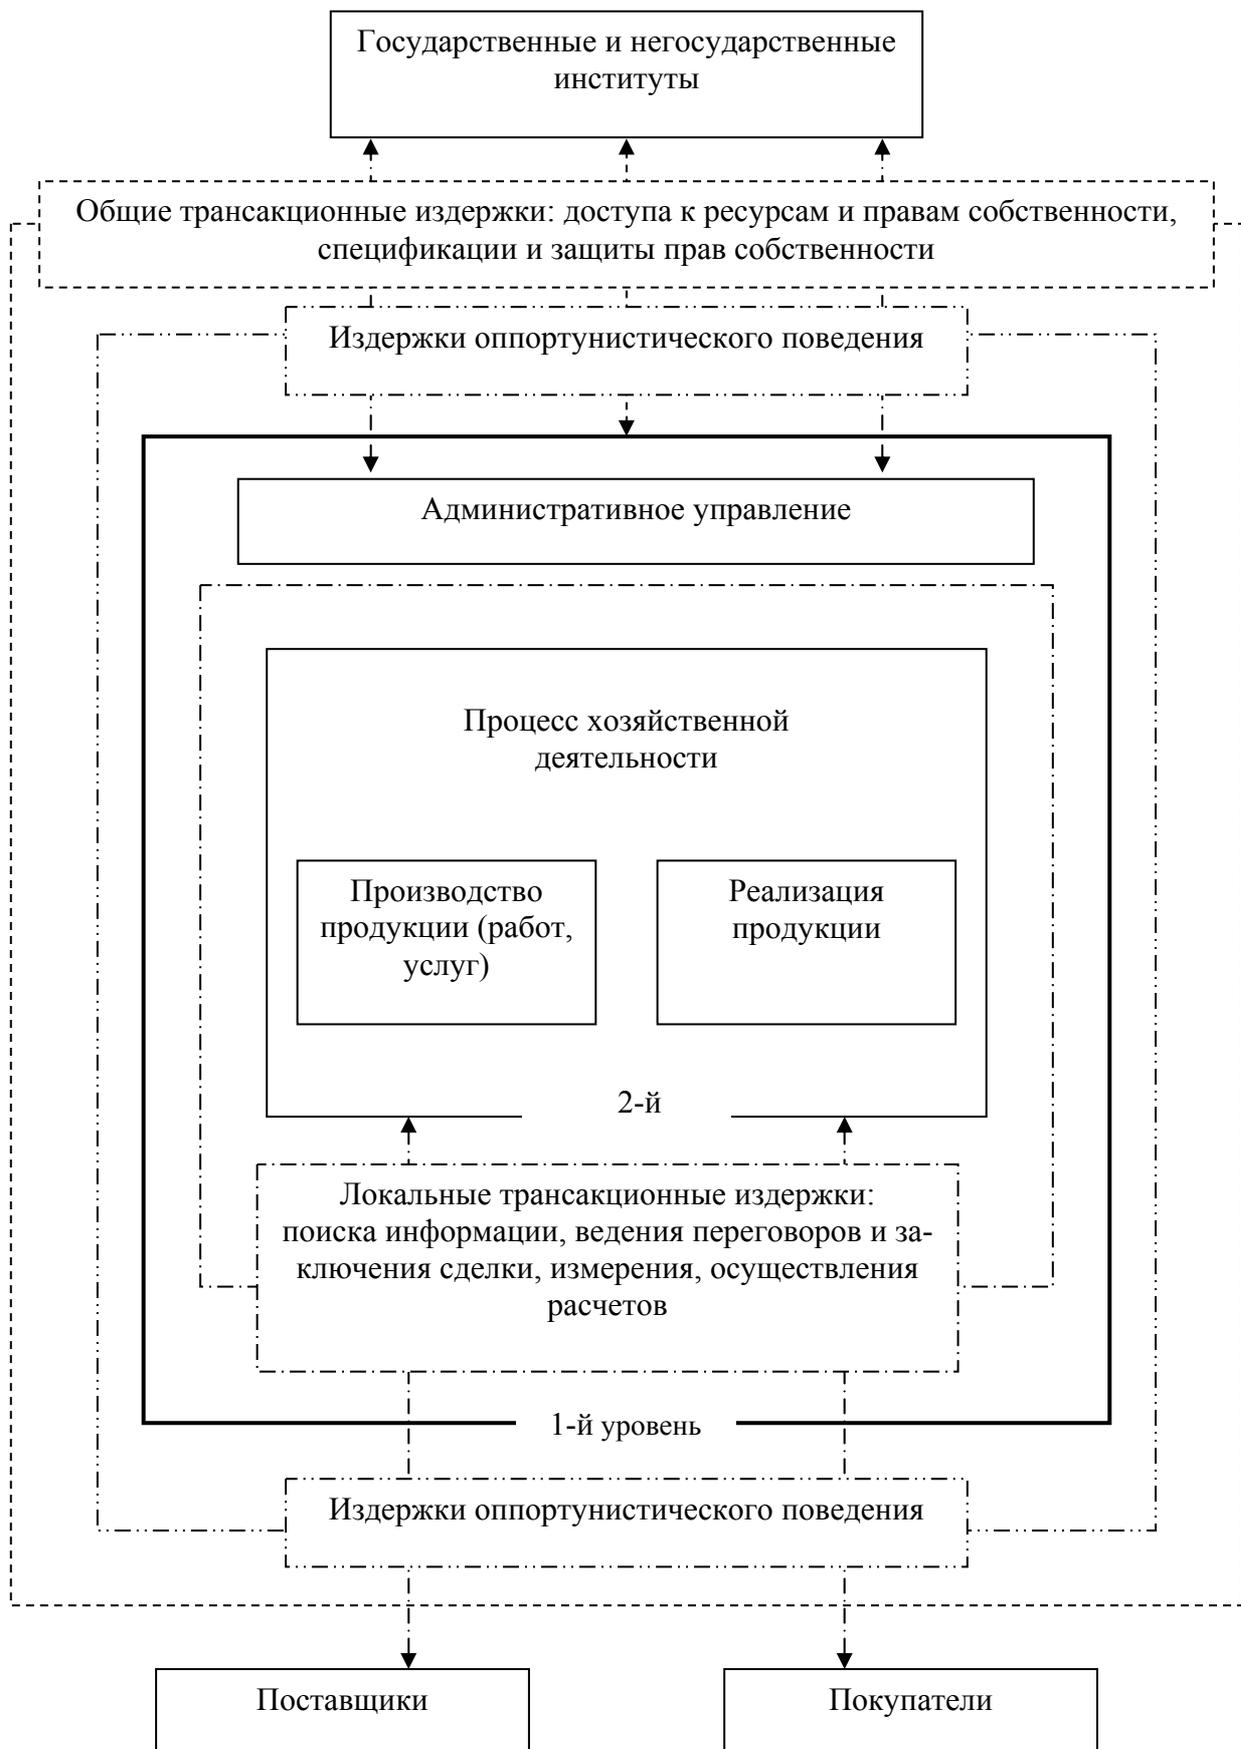 Государственные и негосударственные
институты
Общие трансакционные издержки: доступа к ресурсам и правам собственности,
спецификации и защиты прав собственности
Издержки оппортунистического поведения
Административное управление
Процесс хозяйственной
деятельности
Производство
продукции (работ,
услуг)
Реализация
продукции
2-й
Локальные трансакционные издержки:
поиска информации, ведения переговоров и за-
ключения сделки, измерения, осуществления
расчетов
1-й уровень
Издержки оппортунистического поведения
Поставщики
Покупатели